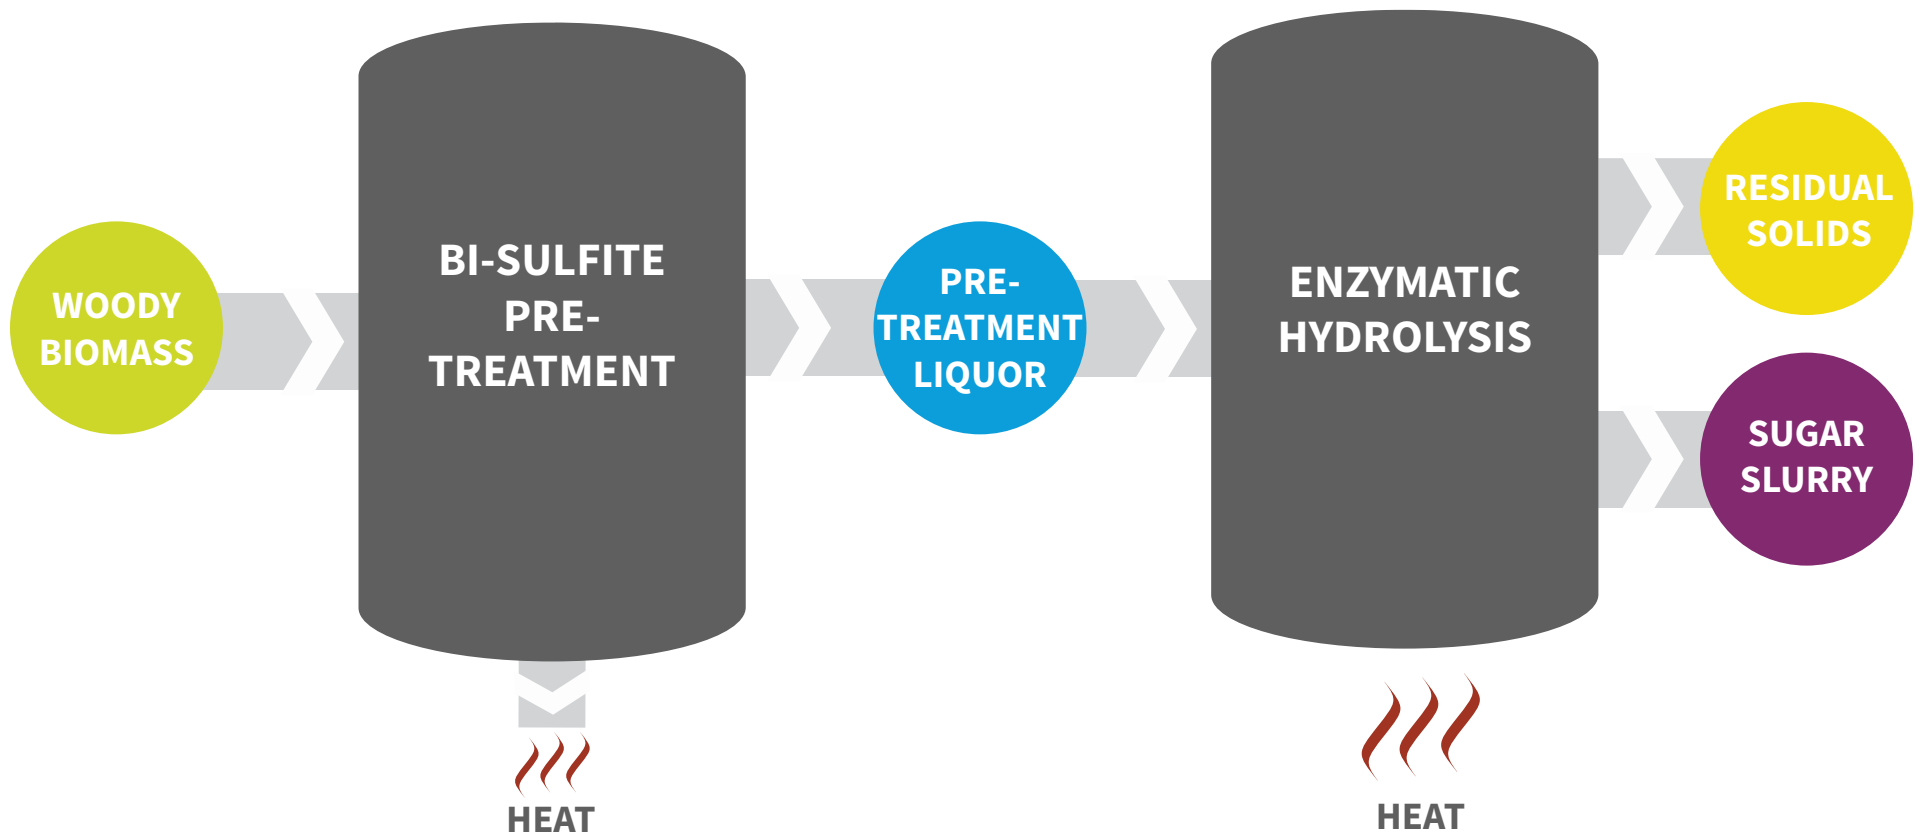 WOODY
BIOMASS
BI-SULFITE
PRE-
TREATMENT
HEAT
PRE-
TREATMENT
LIQUOR
ENZYMATIC
HYDROLYSIS
HEAT
RESIDUAL
SOLIDS
SUGAR
SLURRY